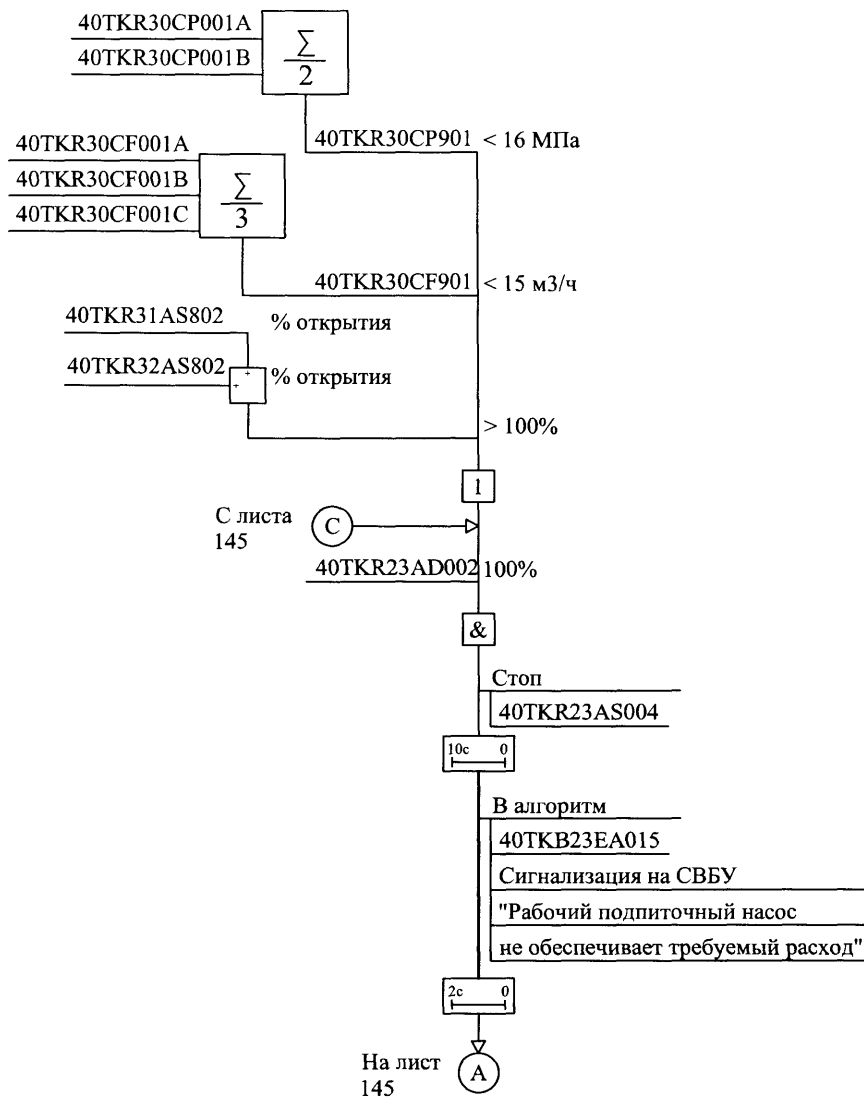 40TKR30CP001A
40TKR30CP001B
∑
2
40TKR30CP901 < 16 МПа
40TKR30CF001A
40TKR30CF001B
40TKR30CF001C
∑
3
40TKR30CF901 < 15 м3/ч
40TKR31AS802 % открытия
40TKR32AS802 % открытия
+
+
> 100%
1
С листа
145
C
40TKR23AD002 100%
&
Стоп
40TKR23AS004
10с 0
В алгоритм
40TKB23EA015
Сигнализация на СВБУ
"Рабочий подпиточный насос
не обеспечивает требуемый расход"
2с 0
На лист
145
A